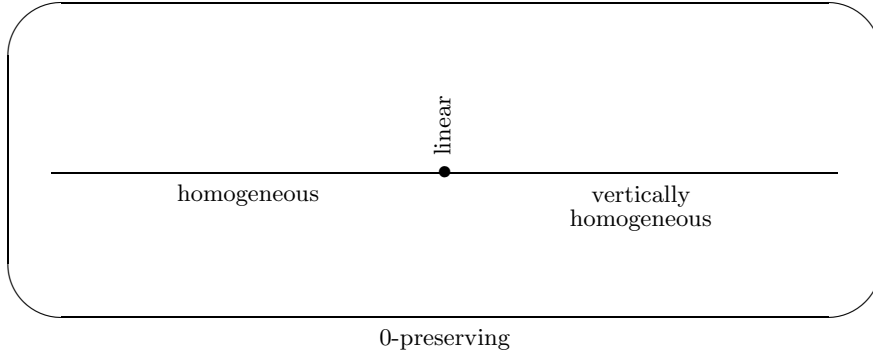 linear
homogeneous
vertically
homogeneous
0-preserving